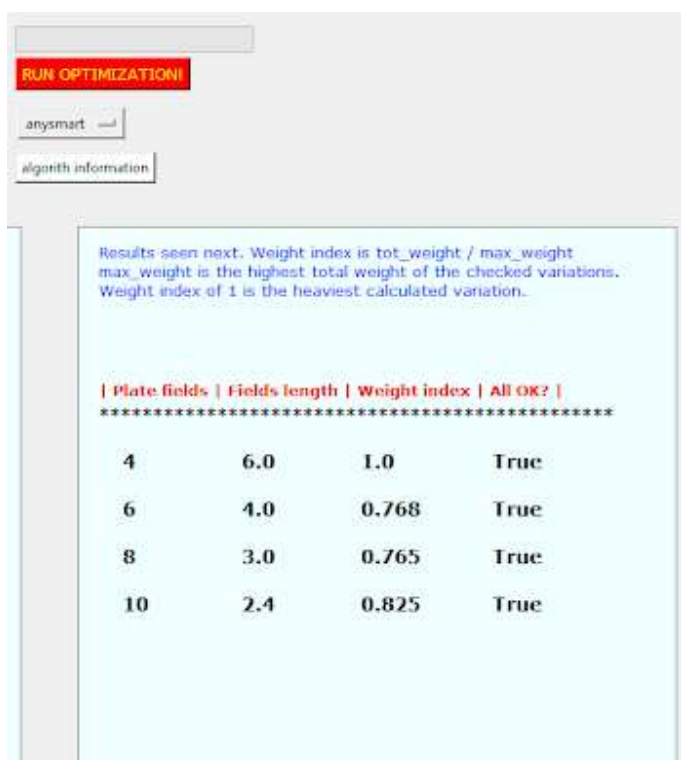 RUN OPTIMIZATION!
anysmart
algorith information
Results seen next. Weight index is tot_weight / max_weight
max_weight is the highest total weight of the checked variations.
Weight index of 1 is the heaviest calculated variation.
| Plate fields | Fields length | Weight index | All OK? |
************************************************
4 6.0 1.0 True
6 4.0 0.768 True
8 3.0 0.765 True
10 2.4 0.825 True